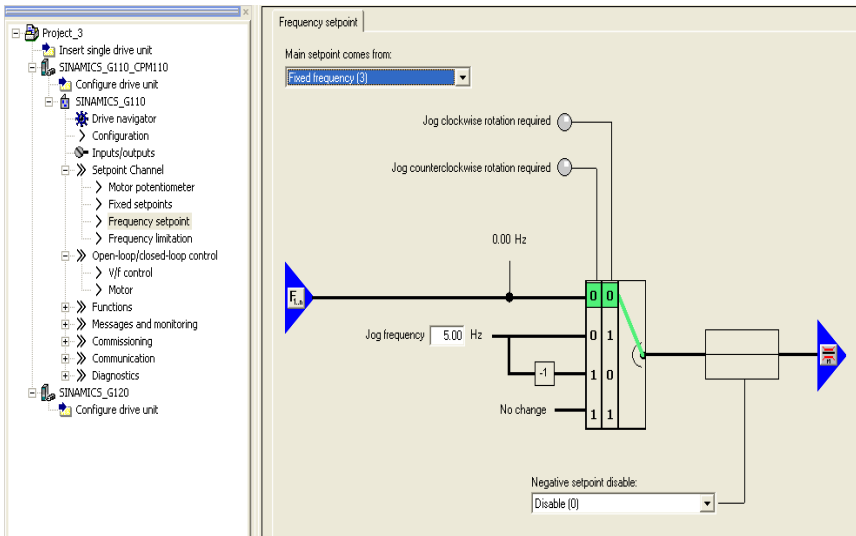 Project_3
Insert single drive unit
SINAMICS_G110_CPM110
Configure drive unit
SINAMICS_G110
Drive navigator
Configuration
Inputs/outputs
Setpoint Channel
Motor potentiometer
Fixed setpoints
Frequency setpoint
Frequency limitation
Open-loop/closed-loop control
V/f control
Motor
Functions
Messages and monitoring
Commissioning
Communication
Diagnostics
SINAMICS_G120
Configure drive unit
Frequency setpoint
Main setpoint comes from:
Fixed frequency (3)
Jog clockwise rotation required
Jog counterclockwise rotation required
0.00 Hz
0 0
Jog frequency 5.00 Hz
0 1
-1
1 0
No change
1 1
Negative setpoint disable:
Disable (0)